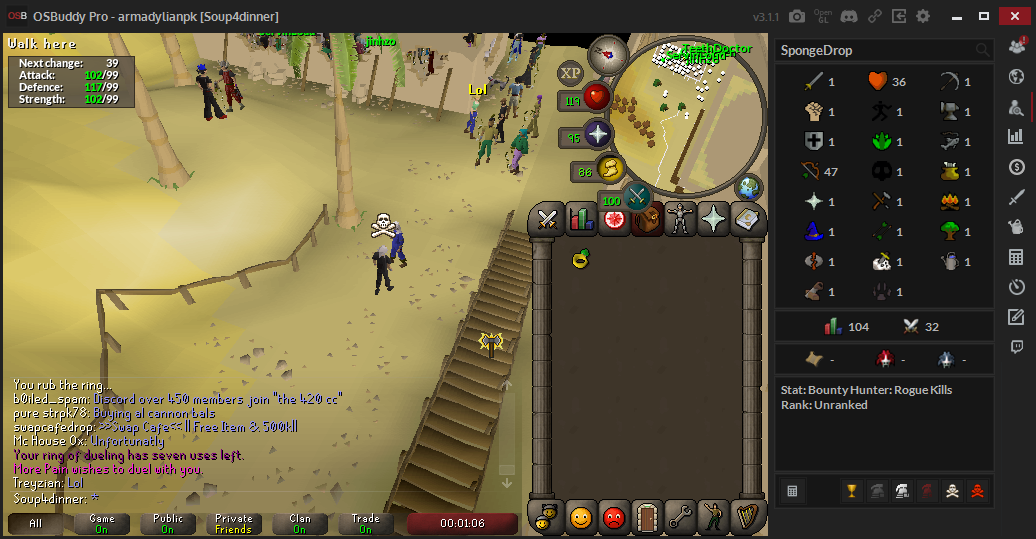 OSB OSBuddy Pro - armadylianpk [Soup4dinner]
v3.1.1
Open GL
Walk here
Next change: 39
Attack: 102/99
Defence: 117/99
Strength: 102/99
jinhzo
Lol
TeethDoctor
XP
119
95
86
100
You rub the ring...
b0iled_spam: Discord over 450 members join "the 420 cc"
pure strpk78: Buying al cannonbals
swapcafedrop: >>Swap Cafe<< || Free Item & 500k||
Mc House Ox: Unfortunatly
Your ring of dueling has seven uses left.
More Pain wishes to duel with you.
Treyzian: Lol
Soup4dinner: *
All
Game On
Public On
Private Friends
Clan On
Trade On
00:01:06
SpongeDrop
1 36 1
1 1 1
1 1 1
47 1 1
1 1 1
1 1 1
1 1 1
1 1
104 32
- - -
Stat: Bounty Hunter: Rogue Kills
Rank: Unranked